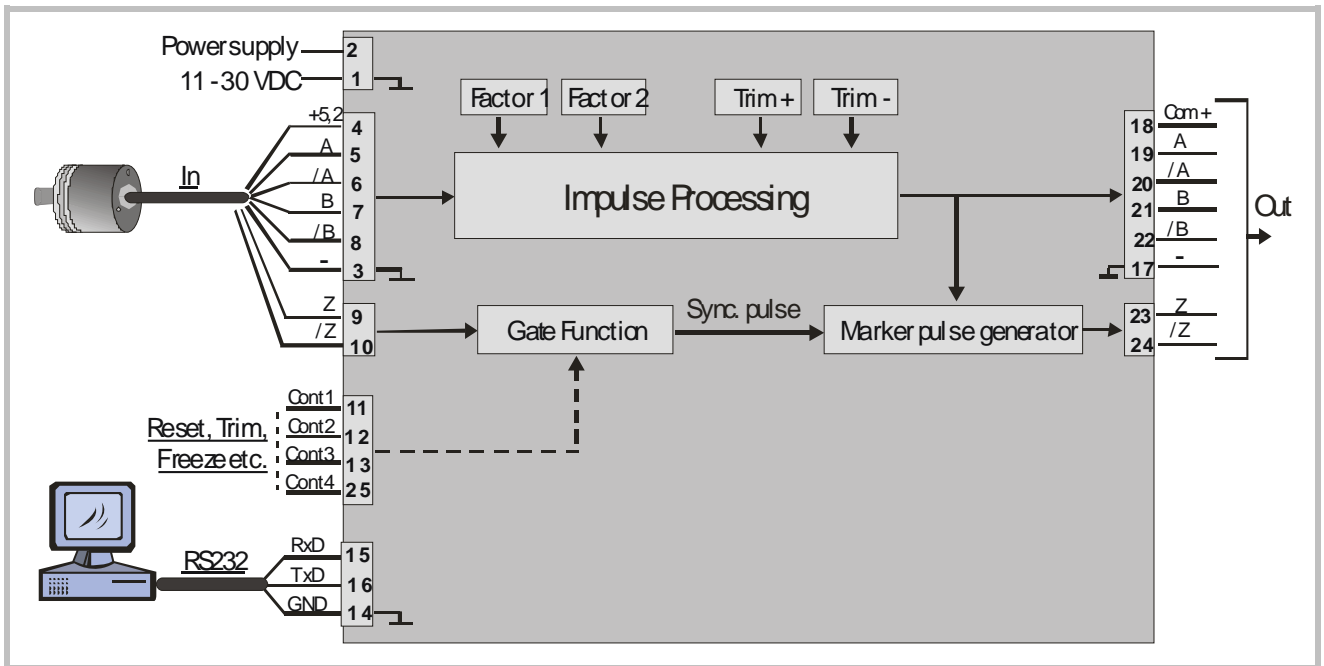 Power supply
2
11 - 30 VDC
1
Factor 1
Factor 2
Trim +
Trim -
+5,2
4
A
5
/A
6
B
7
/B
8
-
3
In
Impulse Processing
18
Com+
19
A
20
/A
21
B
22
/B
17
-
Out
Z
9
/Z
10
Gate Function
Sync. pulse
Marker pulse generator
23
Z
24
/Z
Cont1
11
Cont2
12
Cont3
13
Cont4
25
Reset, Trim,
Freeze etc.
RS232
RxD
15
TxD
16
GND
14